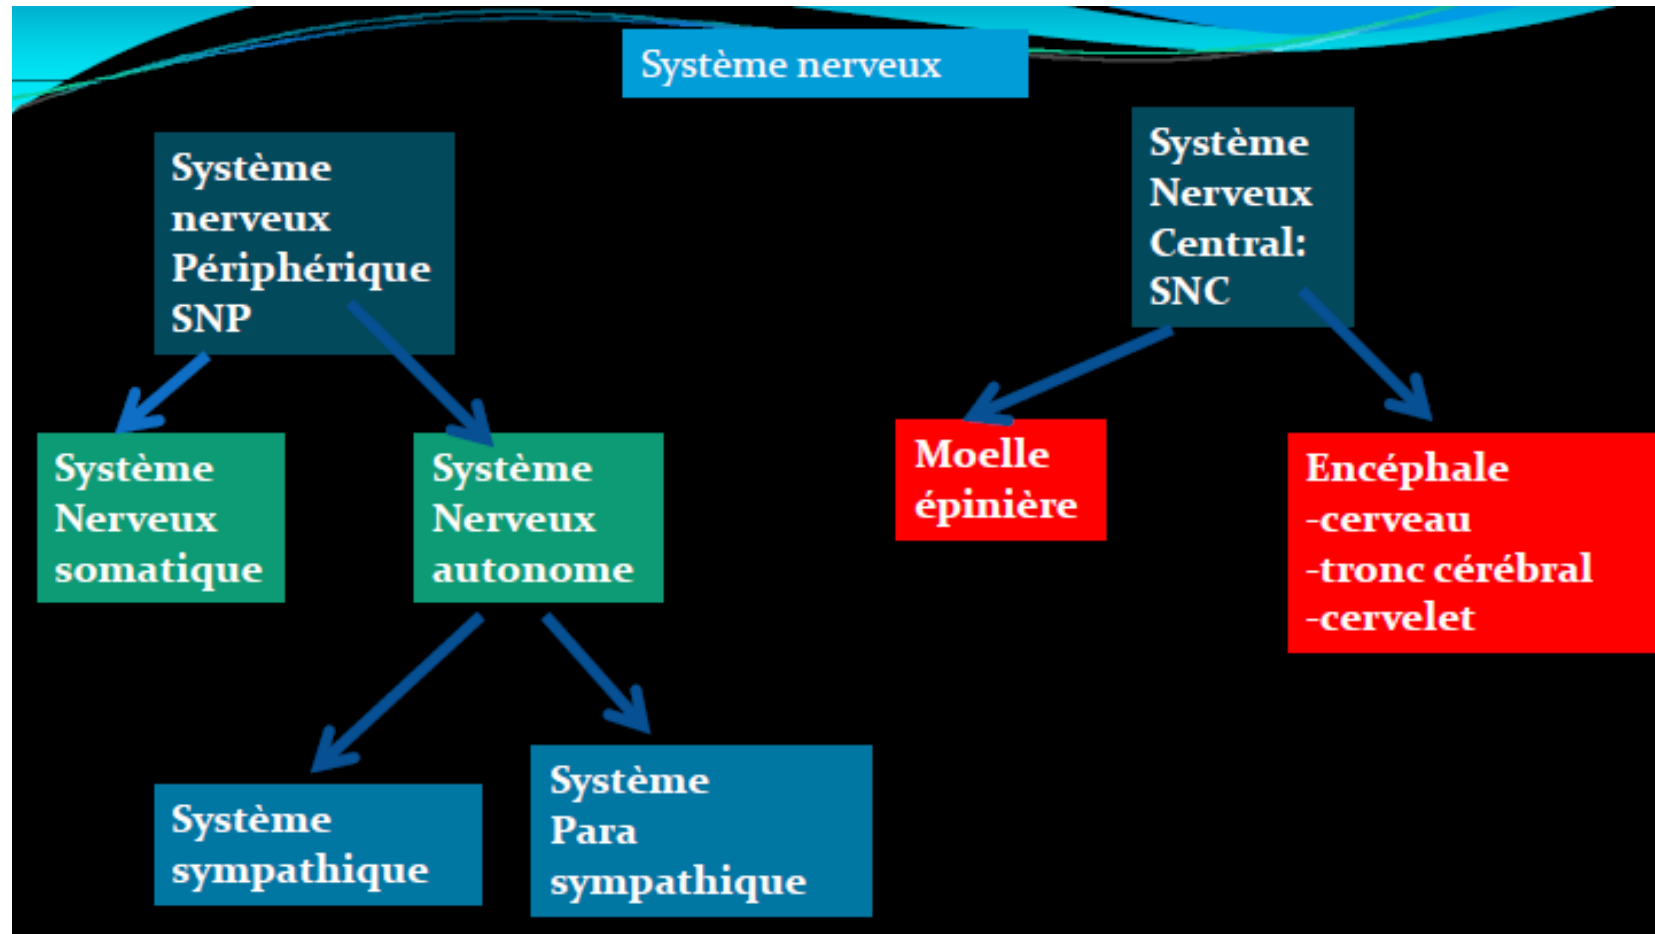 Système nerveux
Système
nerveux
Périphérique
SNP
Système
Nerveux
Central:
SNC
Système
Nerveux
somatique
Système
Nerveux
autonome
Moelle
épinière
Encéphale
-cerveau
-tronc cérébral
-cervelet
Système
sympathique
Système
Para
sympathique